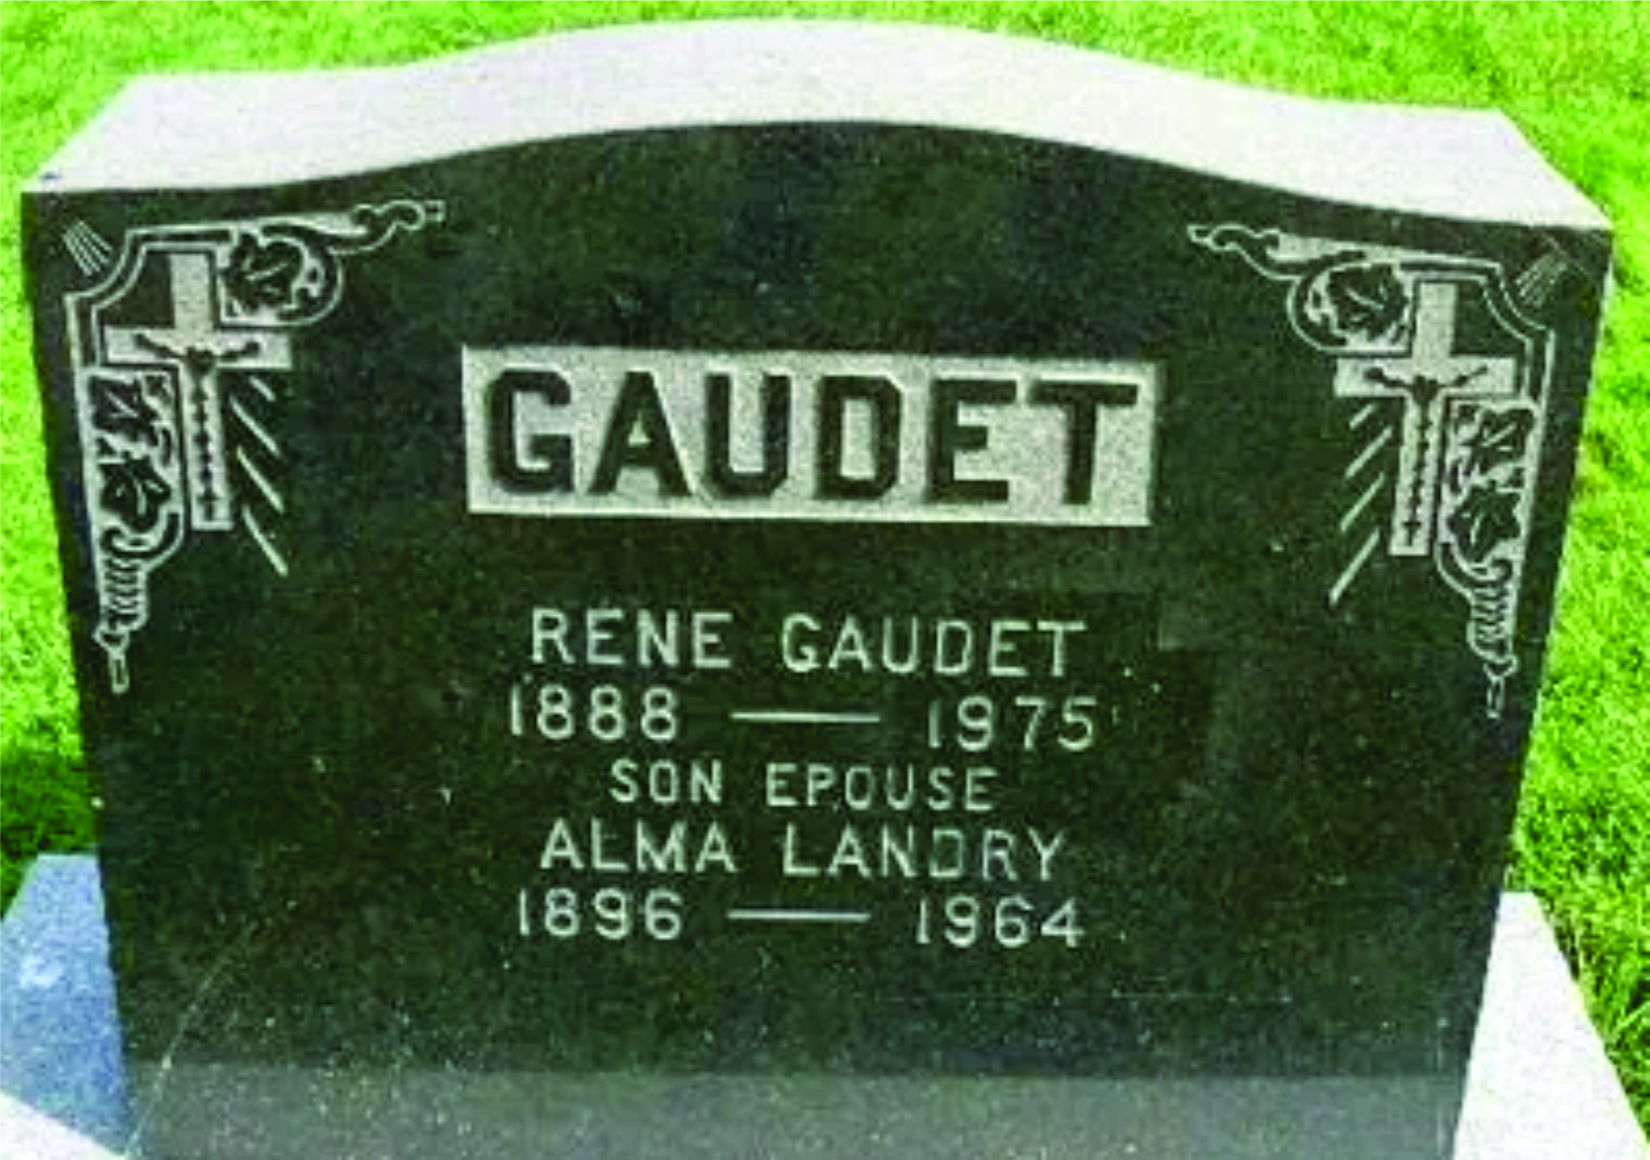 GAUDET
RENE GAUDET
1888 — 1975
SON EPOUSE
ALMA LANDRY
1896 — 1964